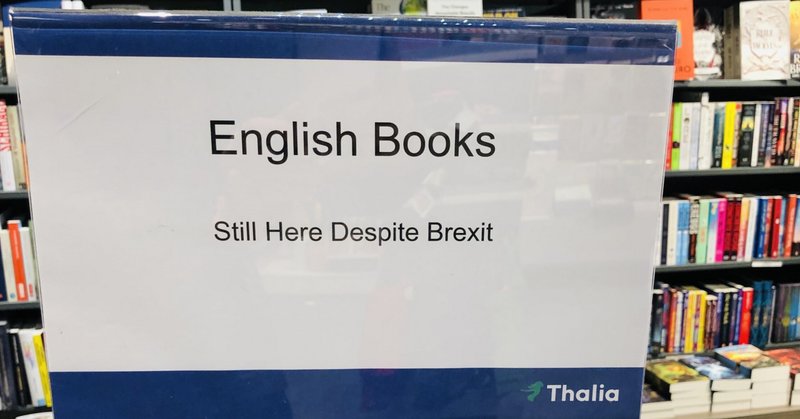 English Books
Still Here Despite Brexit
Thalia